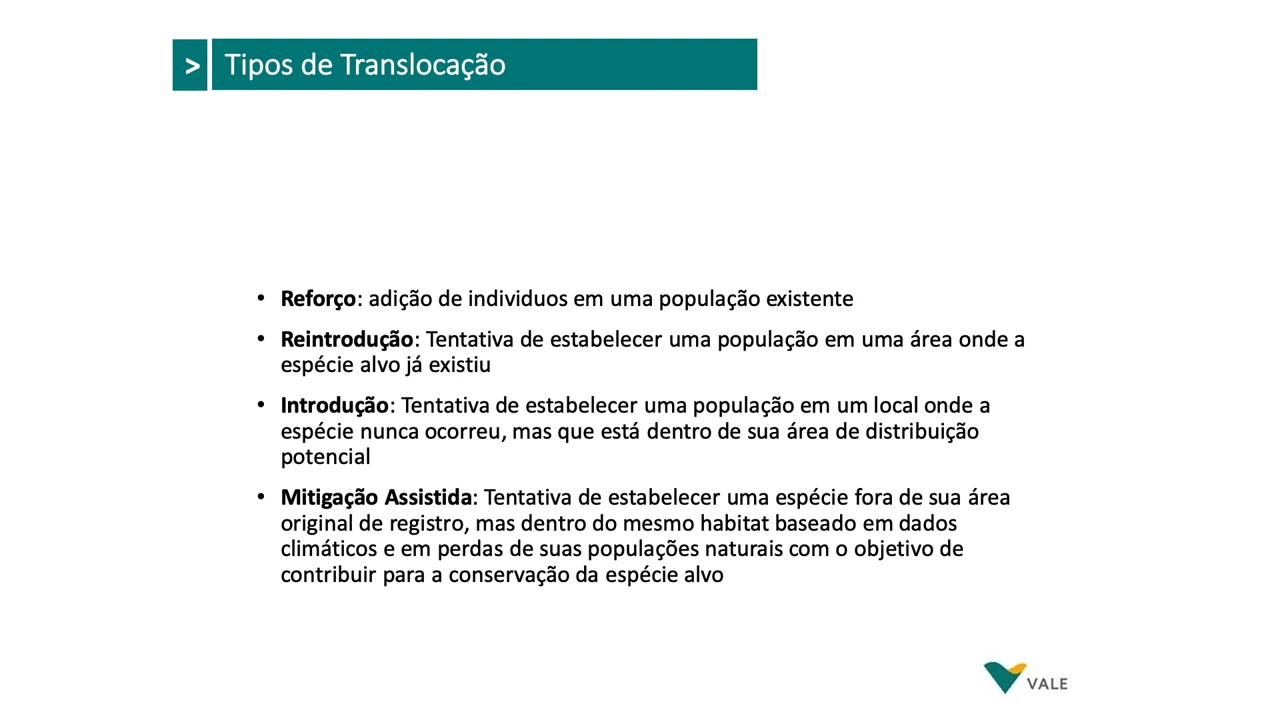 > Tipos de Translocação
• Reforço: adição de individuos em uma população existente
• Reintrodução: Tentativa de estabelecer uma população em uma área onde a
espécie alvo já existiu
• Introdução: Tentativa de estabelecer uma população em um local onde a
espécie nunca ocorreu, mas que está dentro de sua área de distribuição
potencial
• Mitigação Assistida: Tentativa de estabelecer uma espécie fora de sua área
original de registro, mas dentro do mesmo habitat baseado em dados
climáticos e em perdas de suas populações naturais com o objetivo de
contribuir para a conservação da espécie alvo
VALE